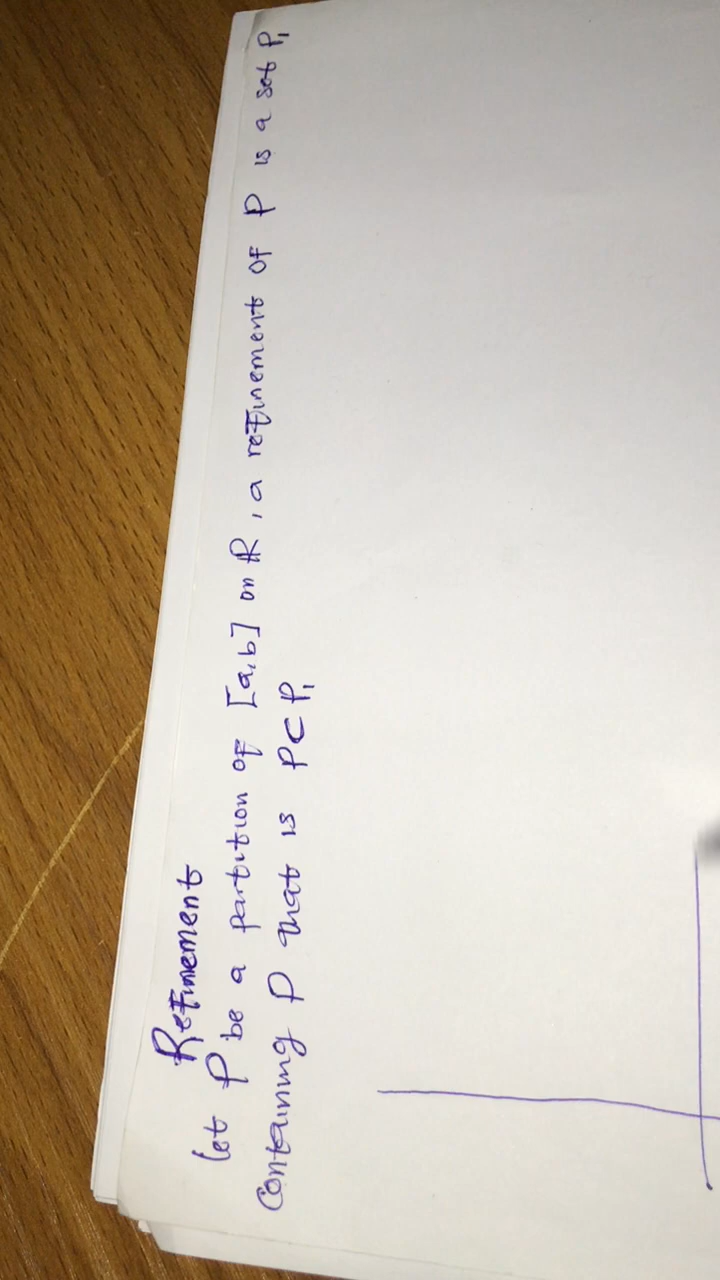 Refinement
let P be a partition of [a,b] on ℝ, a refinement of P is a set P₁
Containing P that is P⊂P₁